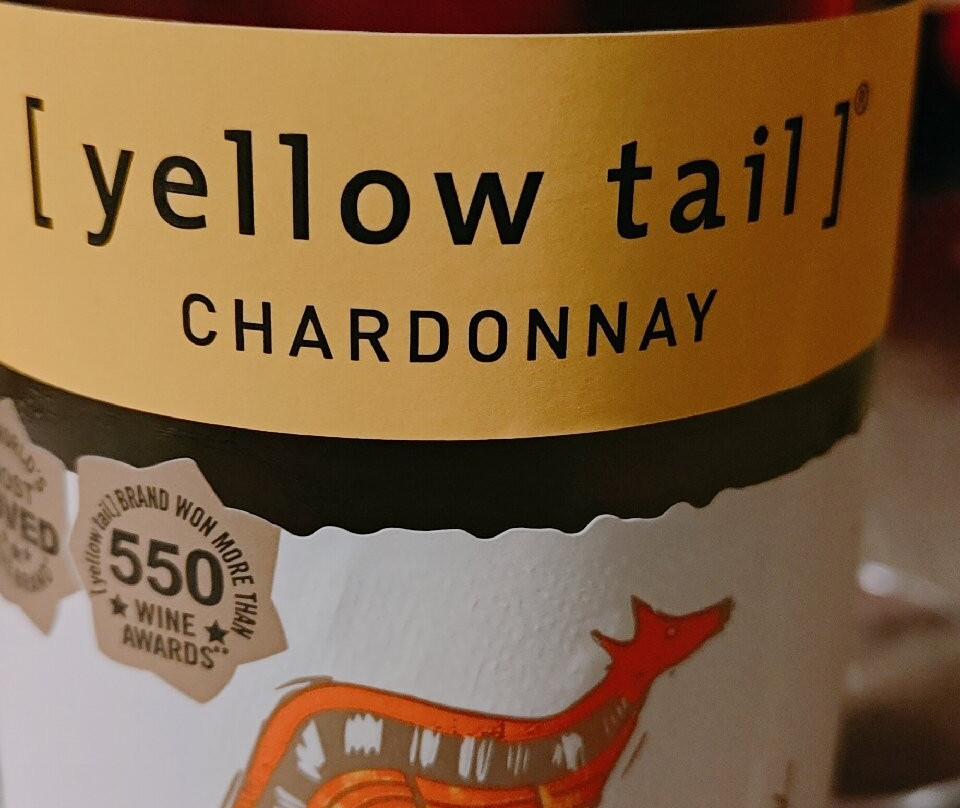 [ yellow tail ]®
CHARDONNAY
[yellow tail] BRAND WON MORE THAN
550
WINE
AWARDS